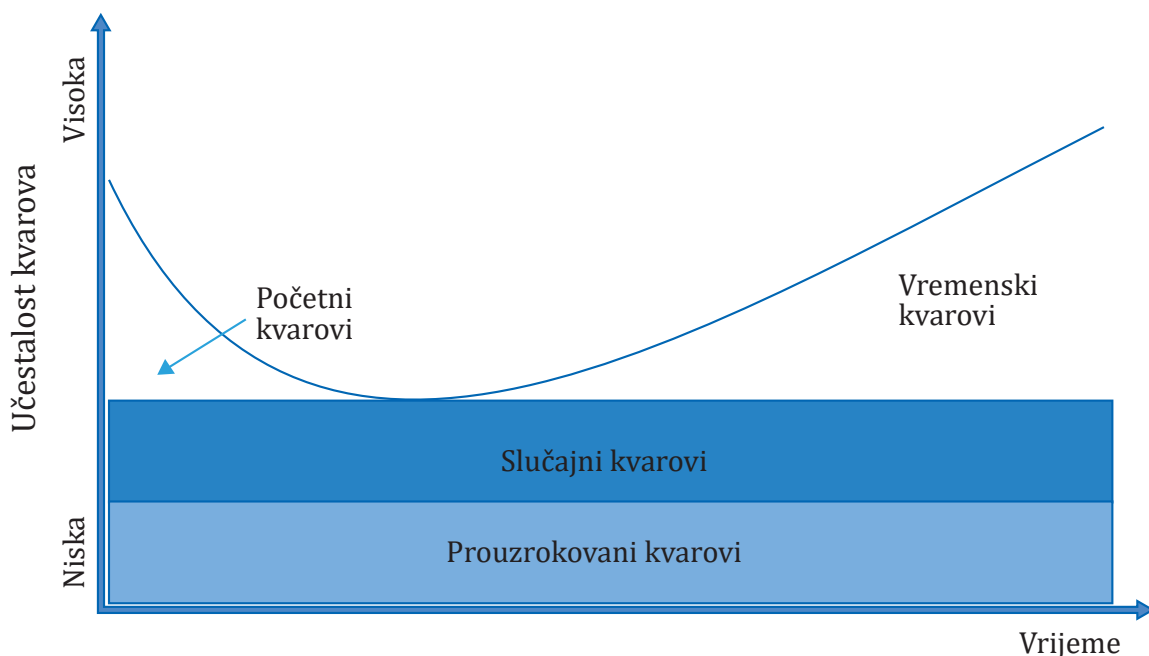 Visoka
Učestalost kvarova
Niska
Početni
kvarovi
Vremenski
kvarovi
Slučajni kvarovi
Prouzrokovani kvarovi
Vrijeme